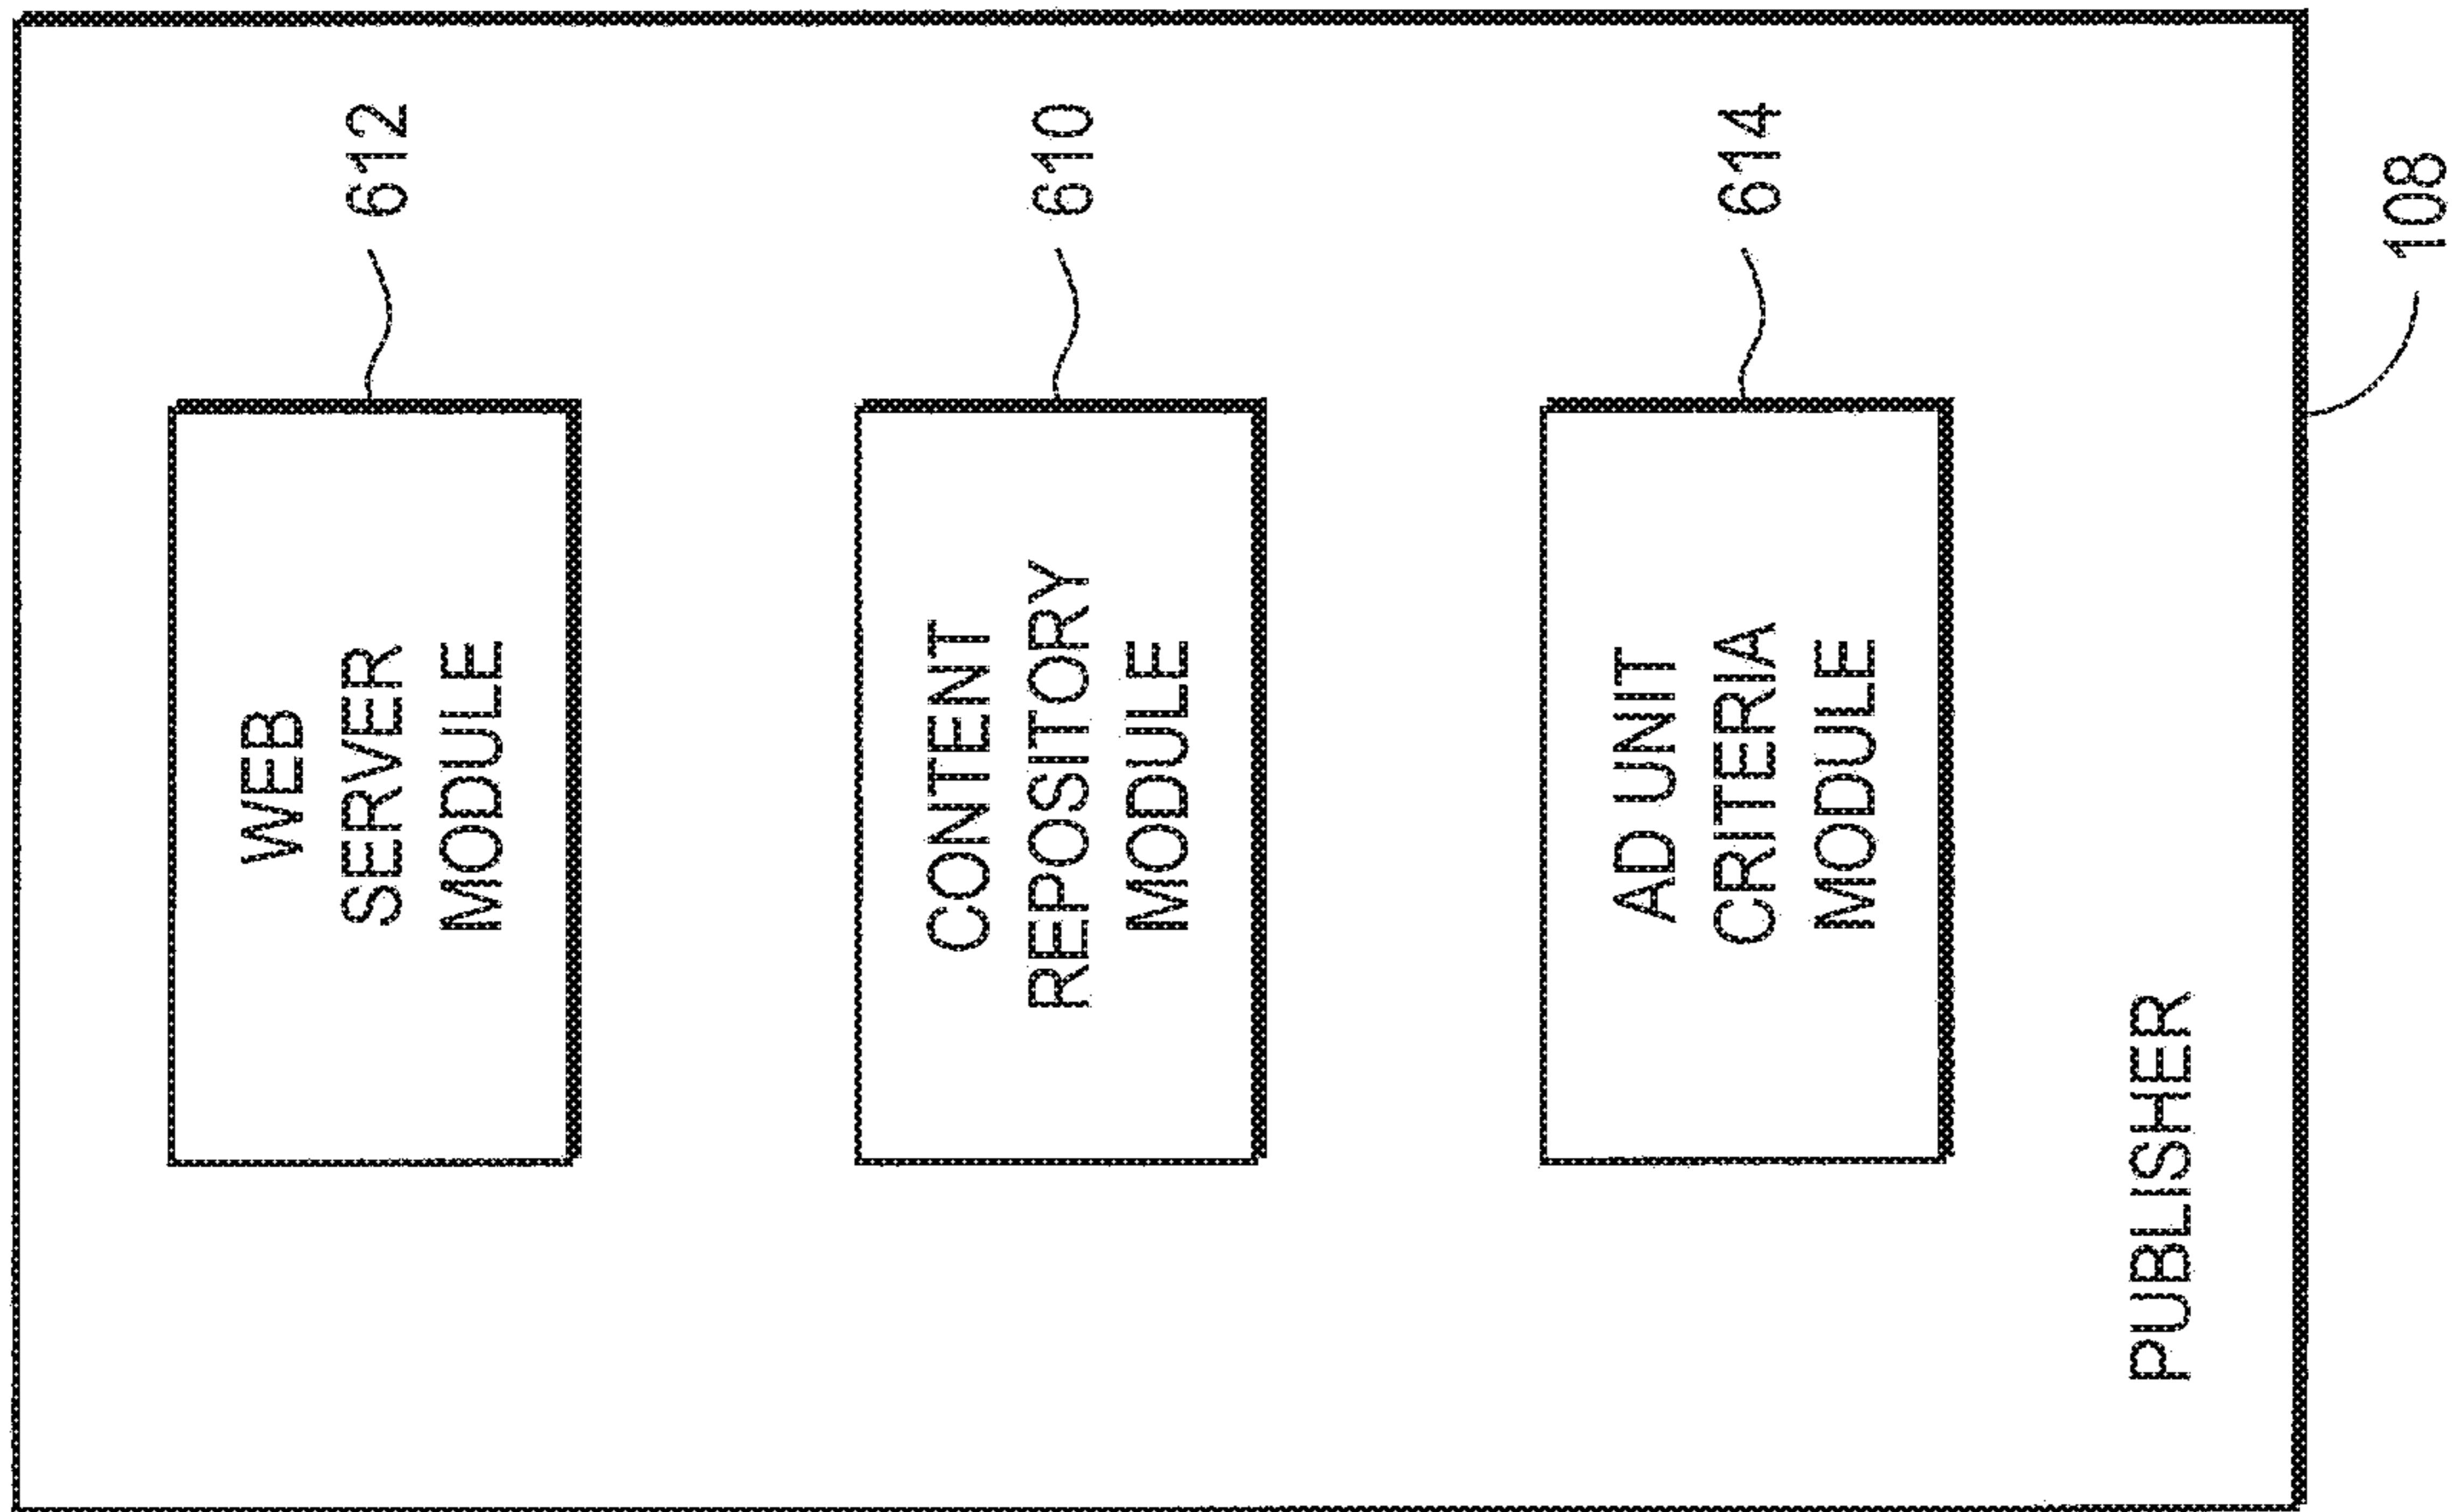 WEB
SERVER
MODULE
612
CONTENT
REPOSITORY
MODULE
610
AD UNIT
CRITERIA
MODULE
614
PUBLISHER
108